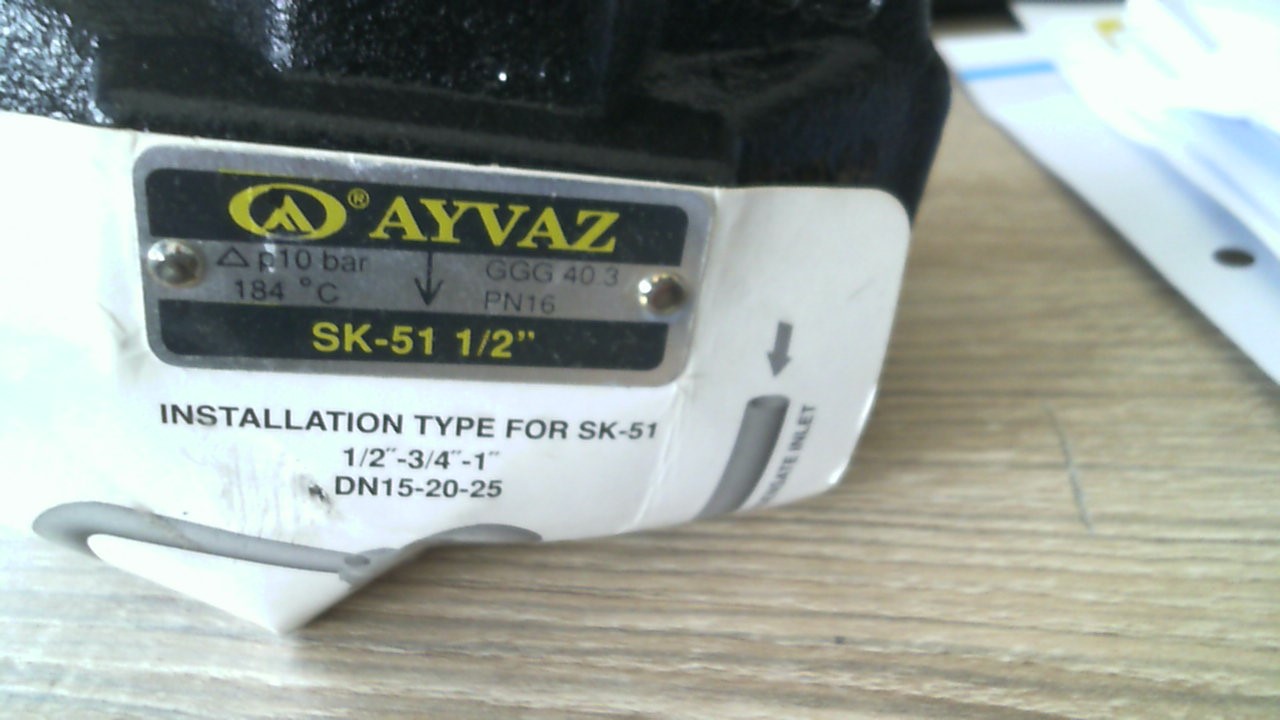 ® AYVAZ
△ p10 bar
184 °C
↓
GGG 40 3
PN16
SK-51 1/2"
INSTALLATION TYPE FOR SK-51
1/2"-3/4"-1"
DN15-20-25
INLET